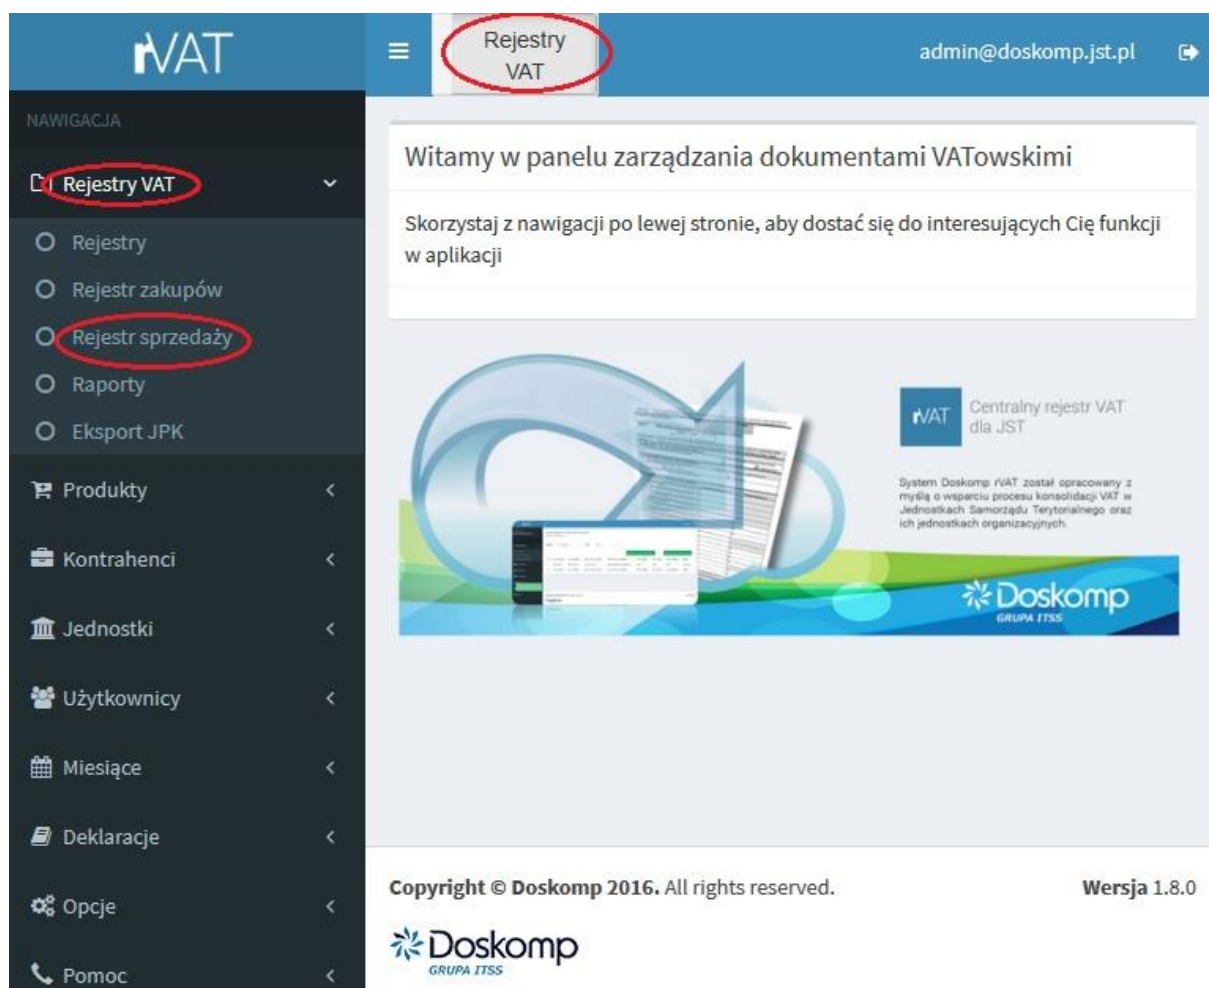 rVAT
Rejestry
VAT
admin@doskomp.jst.pl
NAWIGACJA
Rejestry VAT
Rejestry
Rejestr zakupów
Rejestr sprzedaży
Raporty
Eksport JPK
Produkty
Kontrahenci
Jednostki
Użytkownicy
Miesiące
Deklaracje
Opcje
Pomoc
Witamy w panelu zarządzania dokumentami VATowskimi
Skorzystaj z nawigacji po lewej stronie, aby dostać się do interesujących Cię funkcji
w aplikacji
rVAT
Centralny rejestr VAT
dla JST
System Doskomp rVAT został opracowany z
myślą o wsparciu procesu konsolidacji VAT w
Jednostkach Samorządu Terytorialnego oraz
ich jednostkach organizacyjnych.
Doskomp
GRUPA ITSS
Copyright © Doskomp 2016. All rights reserved.
Wersja 1.8.0
Doskomp
GRUPA ITSS